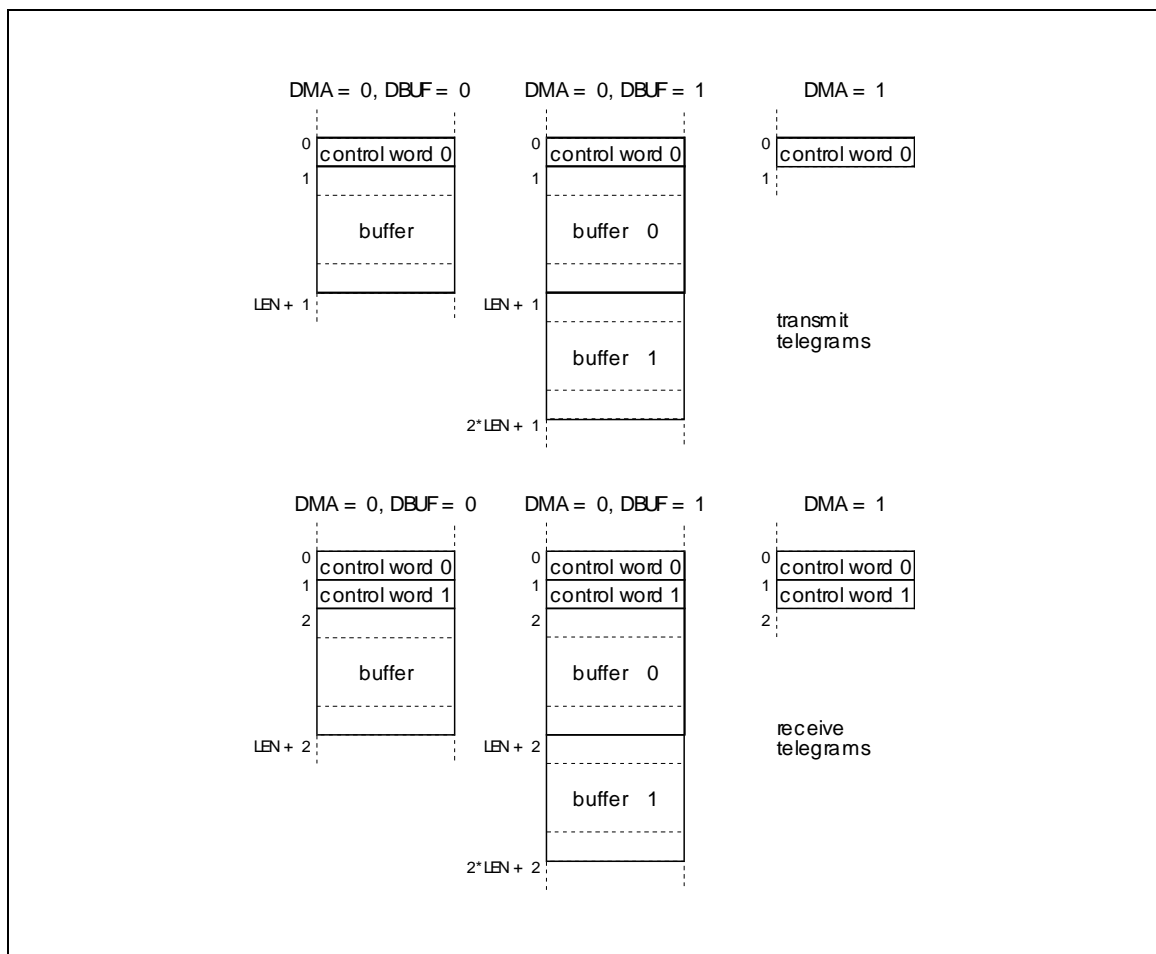 DMA = 0, DBUF = 0 DMA = 0, DBUF = 1 DMA = 1
0 control word 0 0 control word 0 0 control word 0
1 1 1
buffer buffer 0
LEN + 1 LEN + 1
transmit
telegrams
buffer 1
2*LEN + 1
DMA = 0, DBUF = 0 DMA = 0, DBUF = 1 DMA = 1
0 control word 0 0 control word 0 0 control word 0
1 control word 1 1 control word 1 1 control word 1
2 2 2
buffer buffer 0
LEN + 2 LEN + 2
receive
telegrams
buffer 1
2*LEN + 2